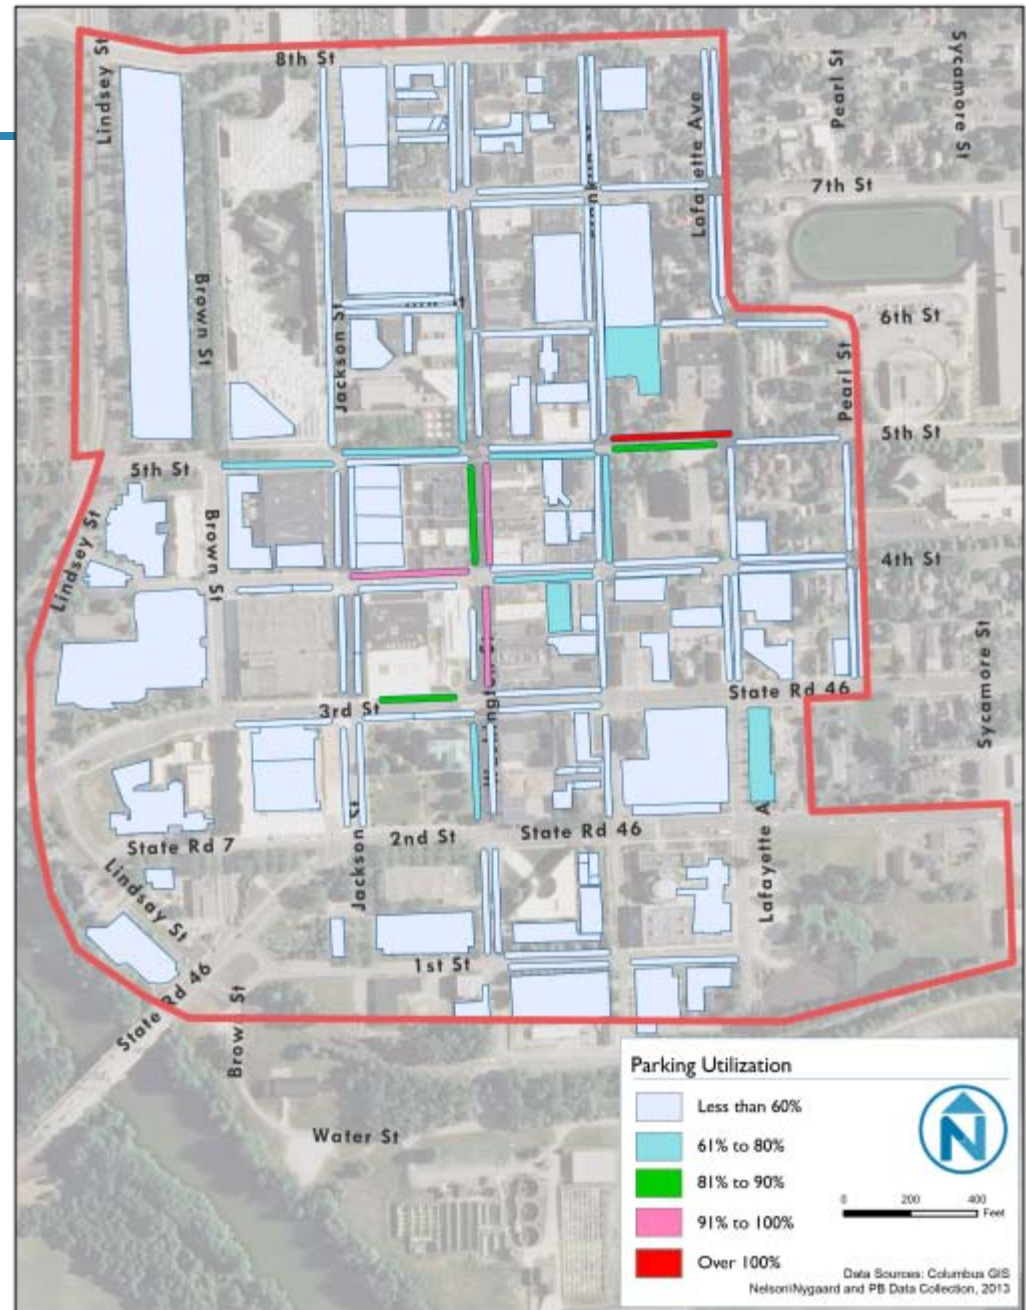 8th St
Lindsey St
Lafayette Ave
Pearl St
Sycamore St
7th St
Brown St
Jackson St
6th St
Pearl St
5th St
5th St
Lindsey St
Brown St
4th St
State Rd 46
3rd St
Sycamore St
Jackson St
2nd St
State Rd 46
State Rd 7
Lindsay St
Lafayette A
1st St
State Rd 46
Brow St
Water St
Parking Utilization
Less than 60%
61% to 80%
81% to 90%
91% to 100%
Over 100%
N
0 200 400
Feet
Data Sources: Columbus GIS
Nelson\Nygaard and PB Data Collection, 2013